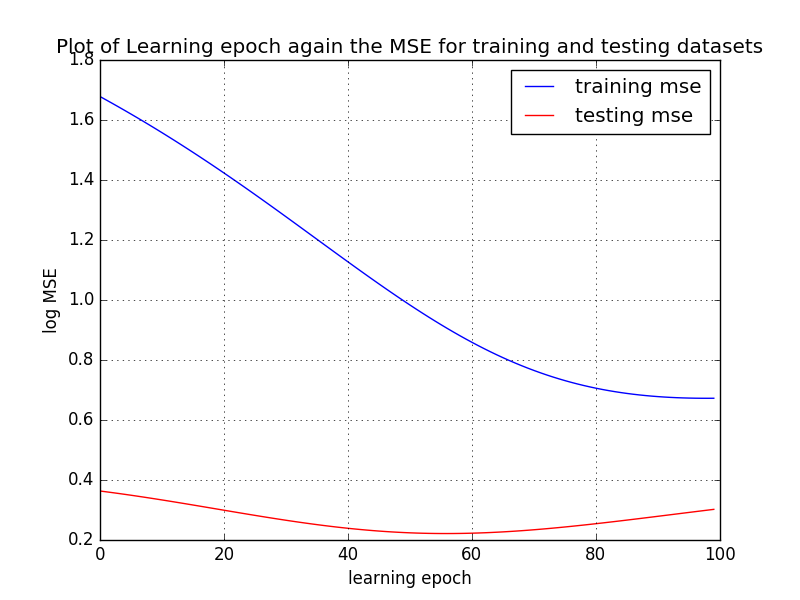 Plot of Learning epoch again the MSE for training and testing datasets
training mse
testing mse
log MSE
1.8
1.6
1.4
1.2
1.0
0.8
0.6
0.4
0.2
0 20 40 60 80 100
learning epoch